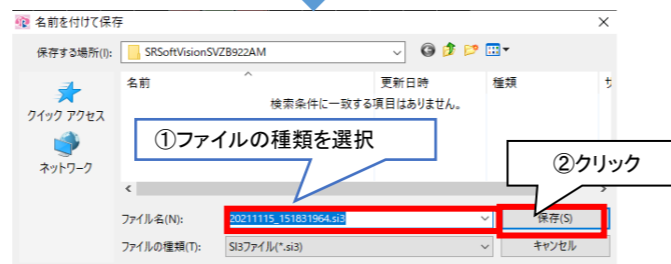 名前を付けて保存
保存する場所(I):
SRSoftVisionSVZB922AM
名前
更新日時
種類
サ
検索条件に一致する項目はありません。
クイック アクセス
①ファイルの種類を選択
②クリック
ネットワーク
ファイル名(N):
20211115_151831964.si3
保存(S)
ファイルの種類(T):
SI3ファイル(*.si3)
キャンセル